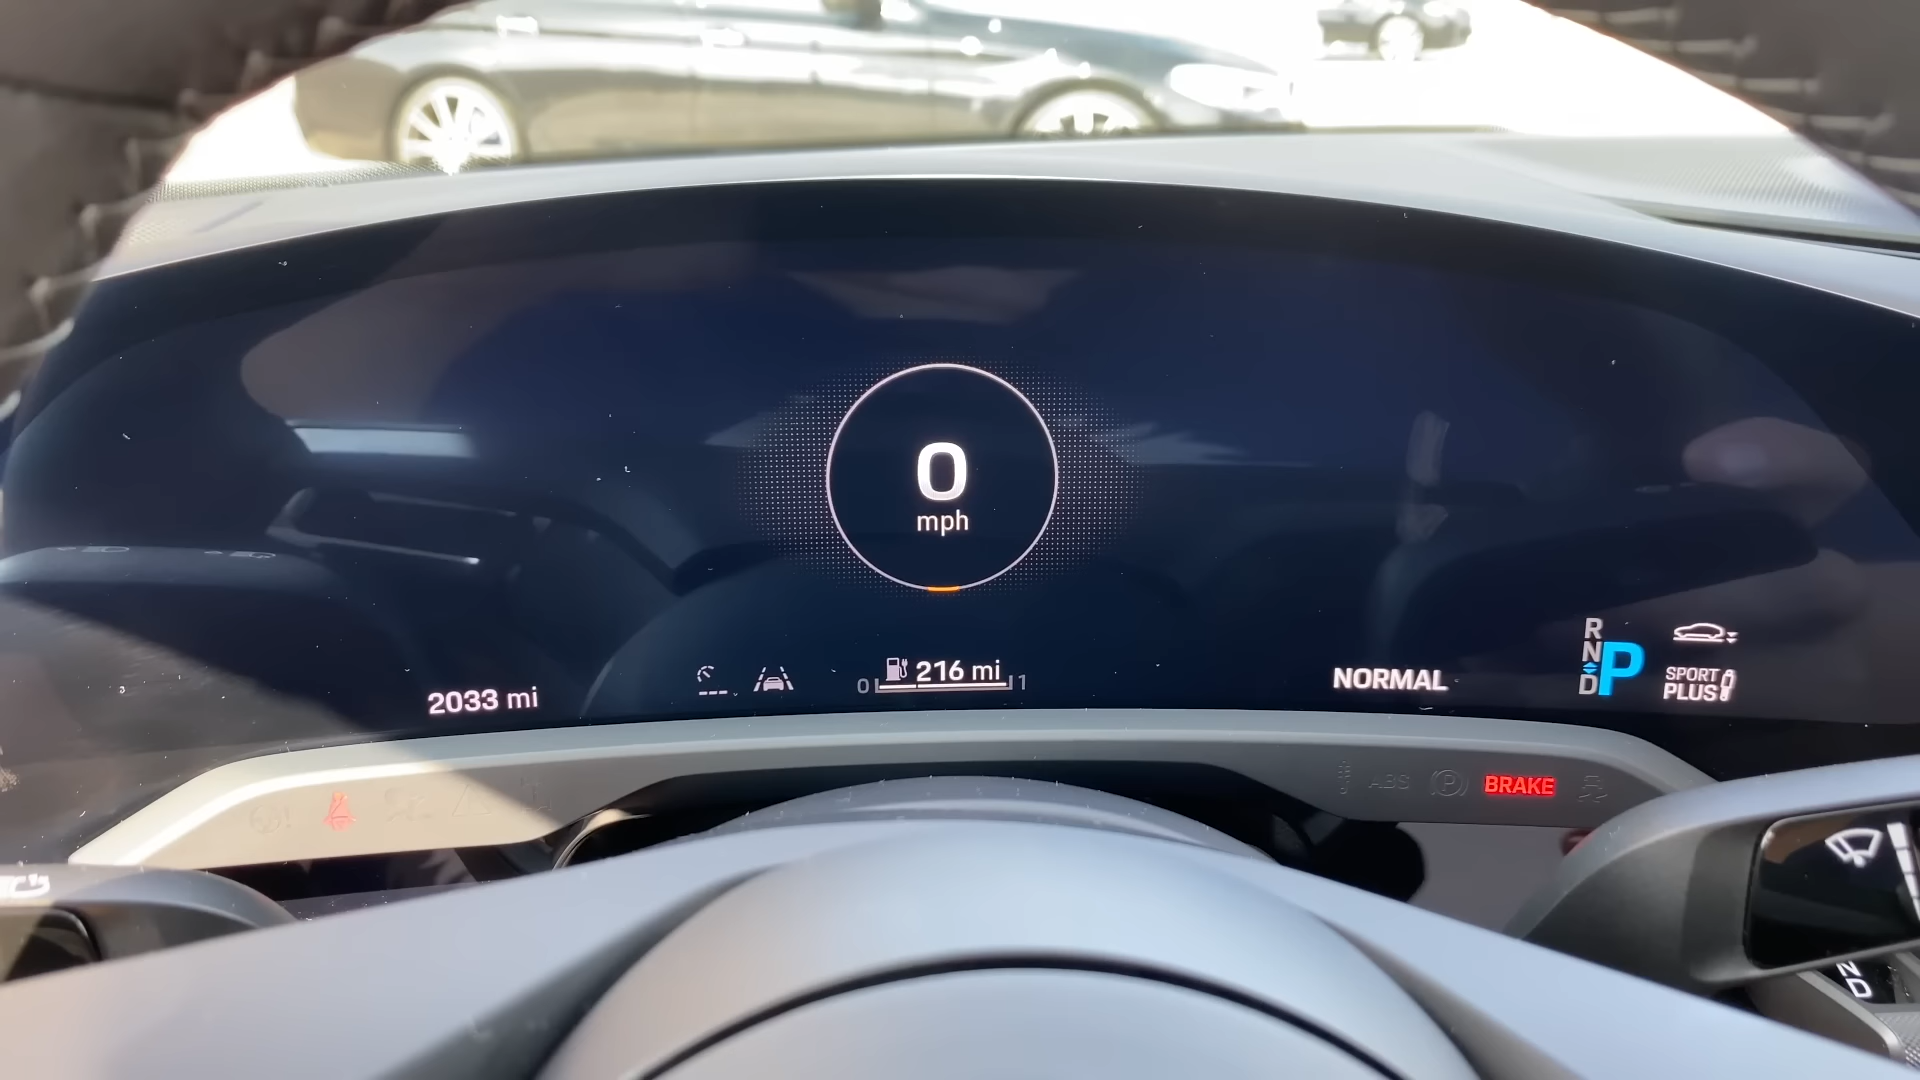 0
mph
216 mi
0 1
2033 mi
NORMAL
R
N
D
P
SPORT
PLUS
ABS
P
BRAKE
N
D